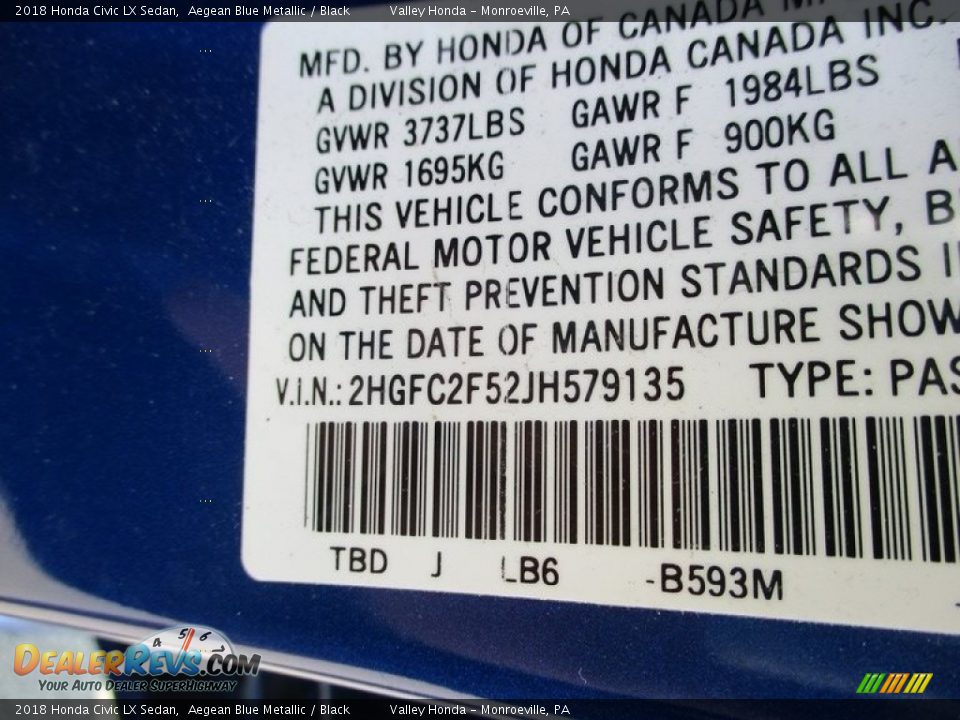 2018 Honda Civic LX Sedan, Aegean Blue Metallic / Black Valley Honda - Monroeville, PA
MFD. BY HONDA OF CANADA
A DIVISION OF HONDA CANADA INC.
GVWR 3737LBS GAWR F 1984LBS
GVWR 1695KG GAWR F 900KG
THIS VEHICLE CONFORMS TO ALL A
FEDERAL MOTOR VEHICLE SAFETY, B
AND THEFT PREVENTION STANDARDS I
ON THE DATE OF MANUFACTURE SHOW
V.I.N.: 2HGFC2F52JH579135 TYPE: PAS
TBD J LB6 -B593M
4 5 6
DEALERREVS.COM
YOUR AUTO DEALER SUPERHIGHWAY
2018 Honda Civic LX Sedan, Aegean Blue Metallic / Black Valley Honda - Monroeville, PA